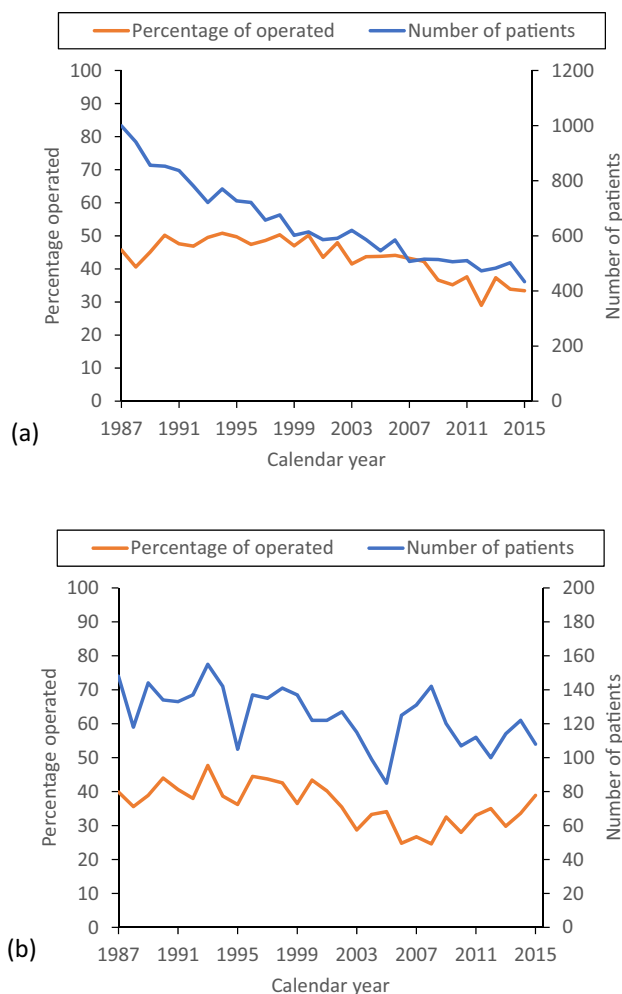 Percentage of operated Number of patients
100 1200
90
80 1000
70 800
60
50 600
40 400
30
20 200
10
0 0
Percentage operated
Number of patients
1987 1991 1995 1999 2003 2007 2011 2015
Calendar year
(a)
Percentage of operated Number of patients
100 200
90 180
80 160
70 140
60 120
50 100
40 80
30 60
20 40
10 20
0 0
Percentage operated
Number of patients
1987 1991 1995 1999 2003 2007 2011 2015
Calendar year
(b)